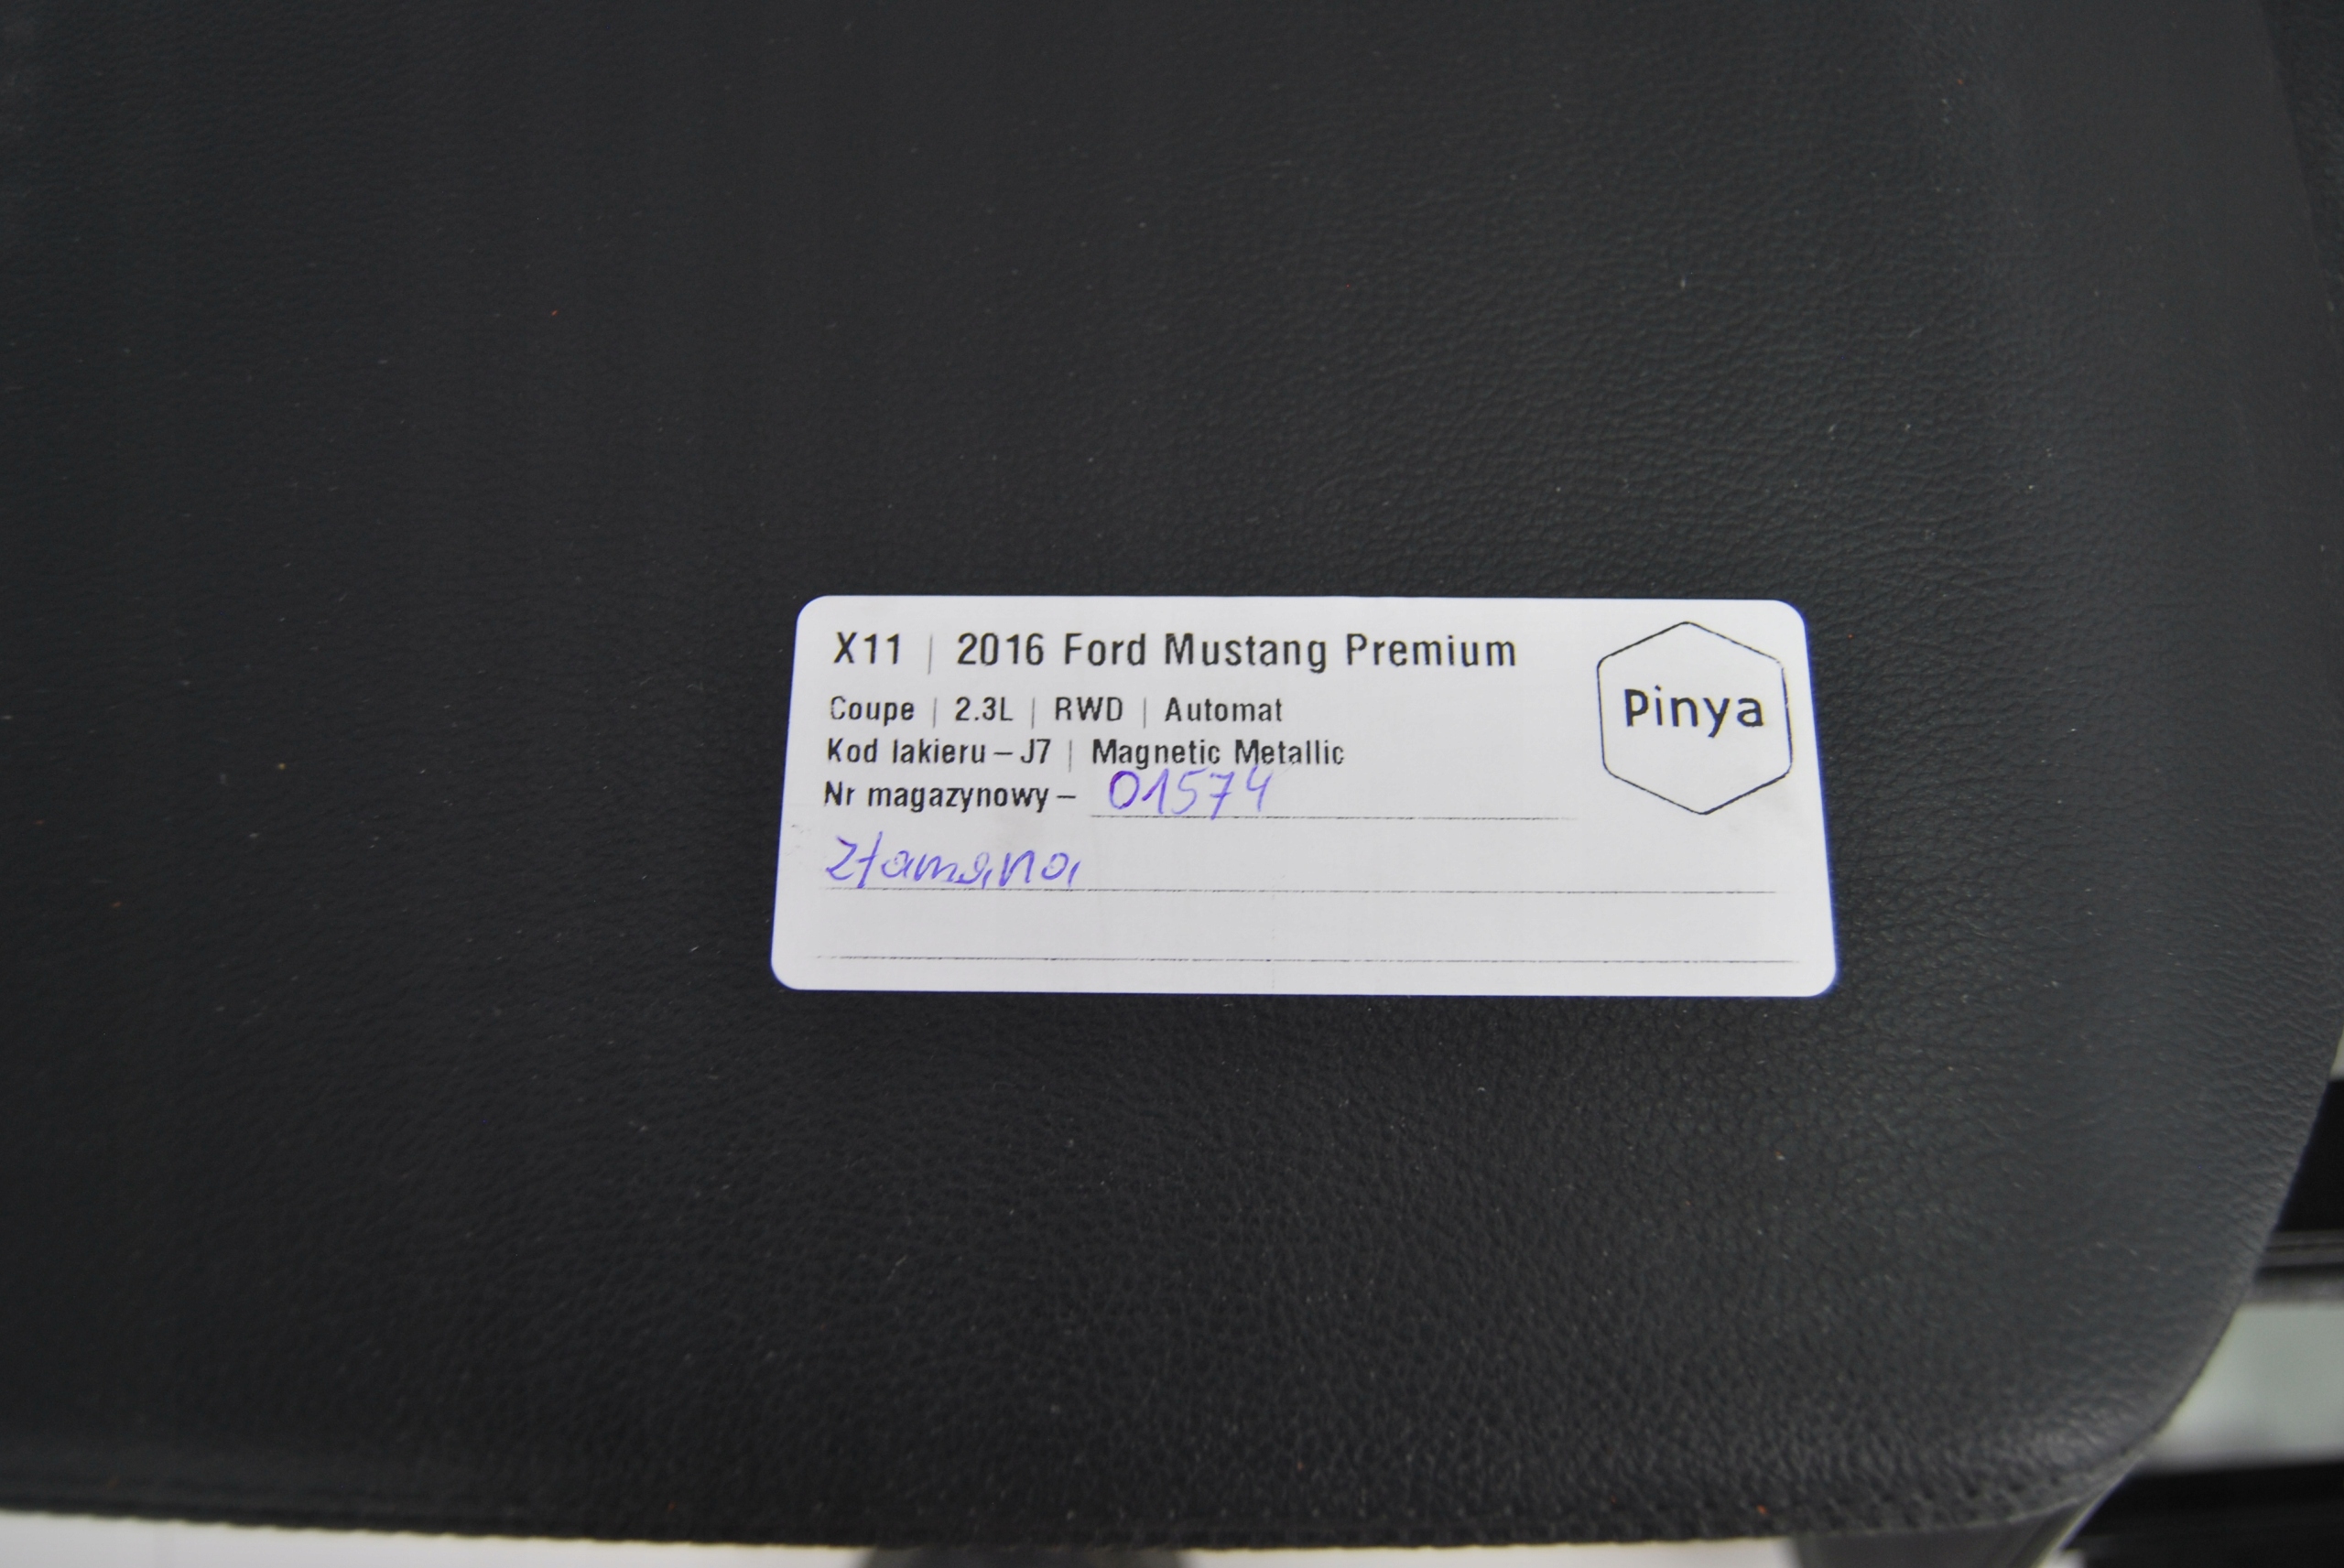 X11 | 2016 Ford Mustang Premium
Pinya
Coupe | 2.3L | RWD | Automat
Kod lakieru – J7 | Magnetic Metallic
Nr magazynowy – 01574
złamana